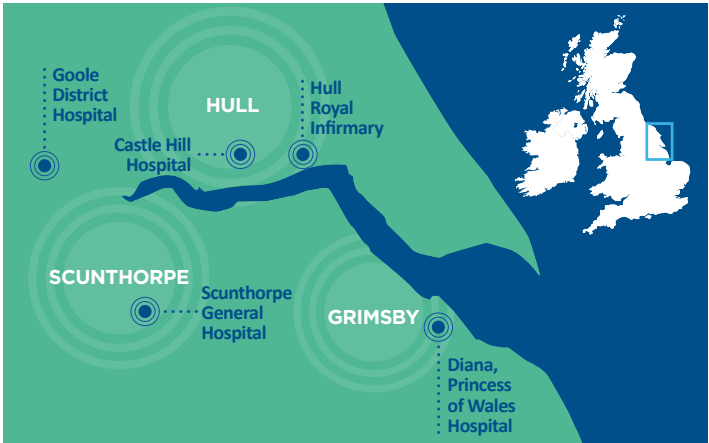 Goole
District
Hospital
HULL
Hull
Royal
Infirmary
Castle Hill
Hospital
SCUNTHORPE
Scunthorpe
General
Hospital
GRIMSBY
Diana,
Princess
of Wales
Hospital